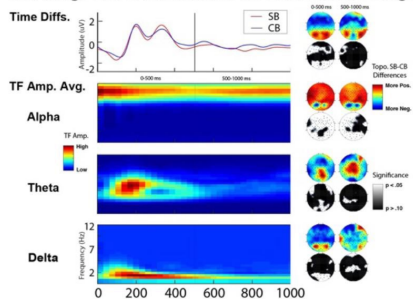 Time Diffs.
Amplitude (uV)
2
0
-2
SB
CB
0-500 ms
500-1000 ms
0-500 ms
500-1000 ms
Topo. SB-CB
Differences
More Pos.
More Neg.
TF Amp. Avg.
Alpha
TF Amp.
High
Low
Theta
Significance
p < .05
p > .10
Delta
Frequency (Hz)
12
7
2
0
200
400
600
800
1000